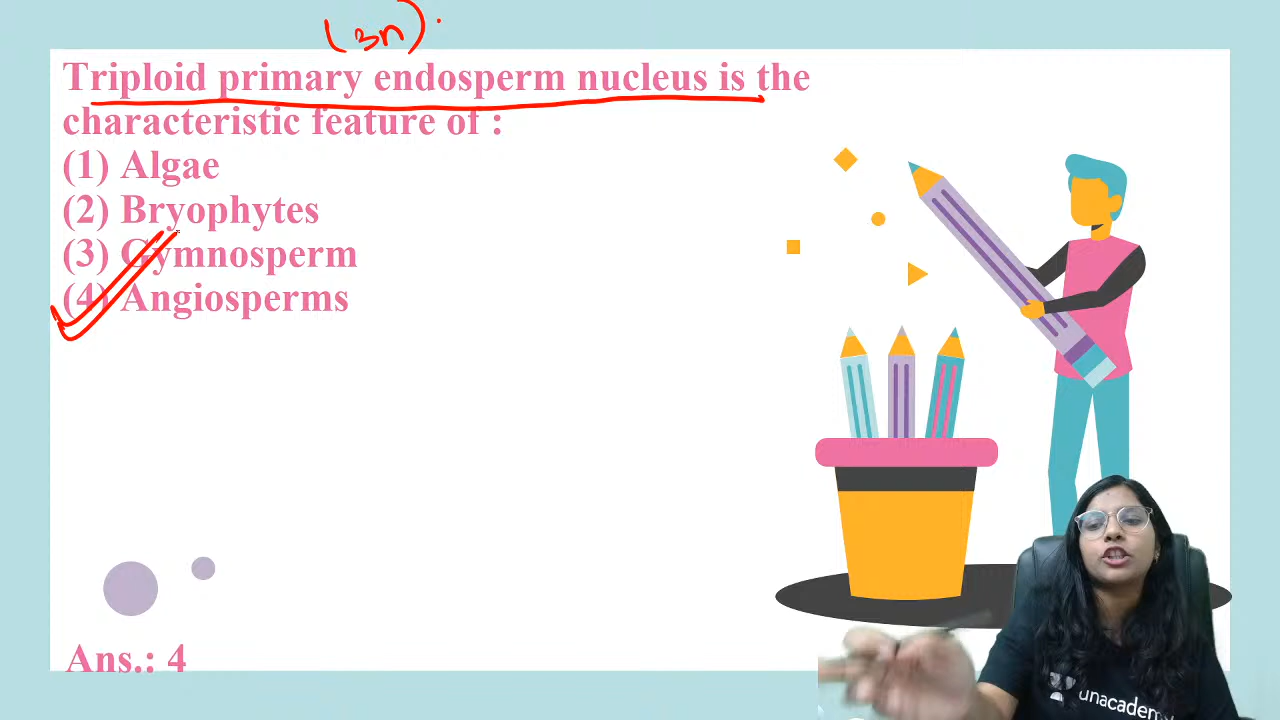 (3n).
Triploid primary endosperm nucleus is the
characteristic feature of :
(1) Algae
(2) Bryophytes
(3) Gymnosperm
(4) Angiosperms
Ans.: 4
unacademy